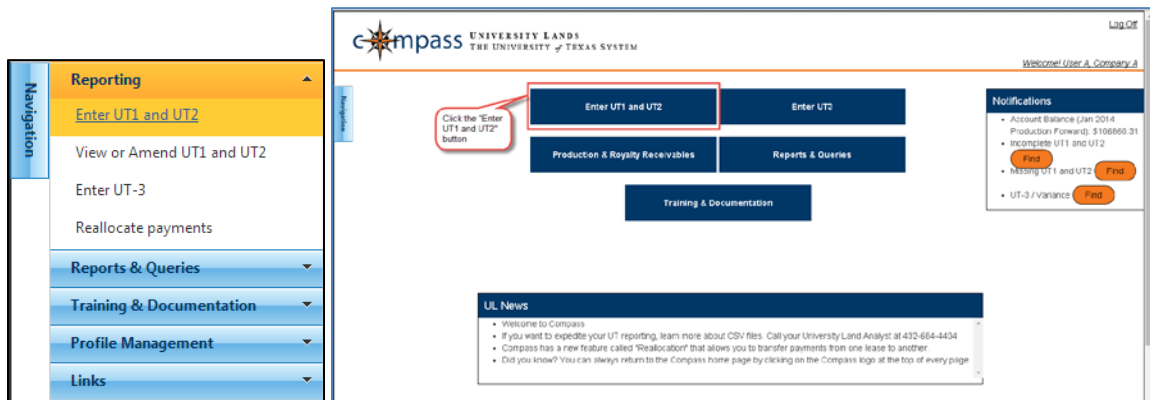 Navigation
Reporting
Enter UT1 and UT2
View or Amend UT1 and UT2
Enter UT-3
Reallocate payments
Reports & Queries
Training & Documentation
Profile Management
Links
compass UNIVERSITY LANDS
THE UNIVERSITY of TEXAS SYSTEM
Log Off
Welcome! User A, Company A
Navigation
Click the "Enter
UT1 and UT2"
button
Enter UT1 and UT2
Enter UT3
Production & Royalty Receivables
Reports & Queries
Training & Documentation
Notifications
Account Balance (Jan 2014
Production Forward): $106860.31
Incomplete UT1 and UT2
Find
Missing UT1 and UT2 Find
UT-3 / Variance Find
UL News
Welcome to Compass
If you want to expedite your UT reporting, learn more about CSV files. Call your University Land Analyst at 432-684-4404
Compass has a new feature called "Reallocation" that allows you to transfer payments from one lease to another
Did you know? You can always return to the Compass home page by clicking on the Compass logo at the top of every page